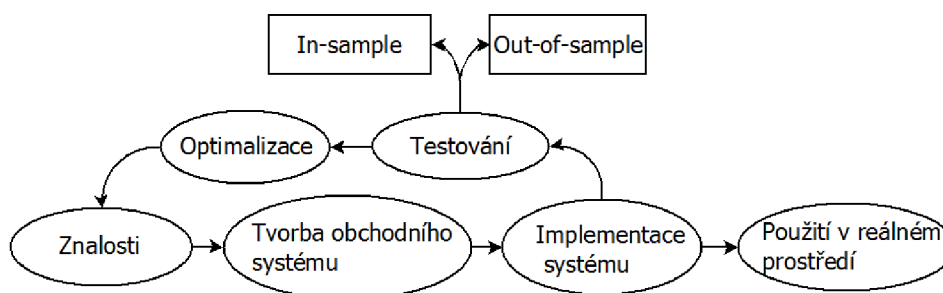 In-sample
Out-of-sample
Optimalizace
Testování
Znalosti
Tvorba obchodního
systému
Implementace
systému
Použití v reálném
prostředí